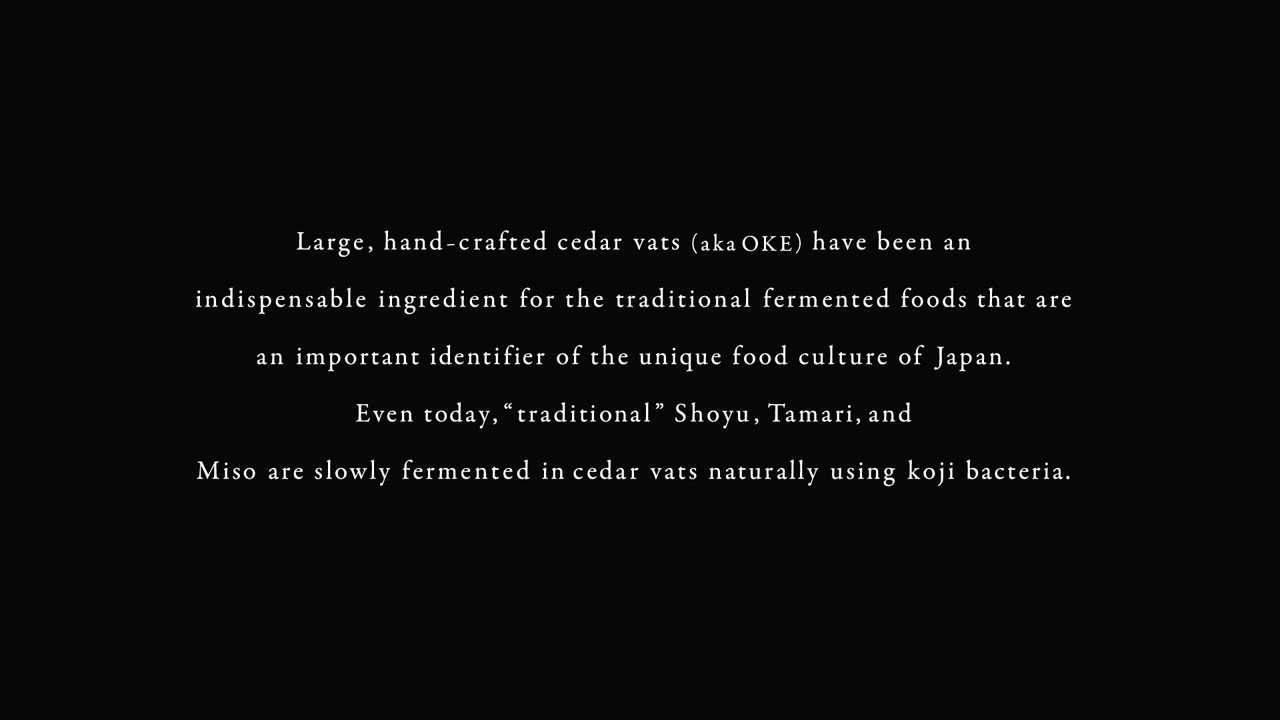 Large, hand-crafted cedar vats (aka OKE) have been an
indispensable ingredient for the traditional fermented foods that are
an important identifier of the unique food culture of Japan.
Even today, “traditional” Shoyu, Tamari, and
Miso are slowly fermented in cedar vats naturally using koji bacteria.